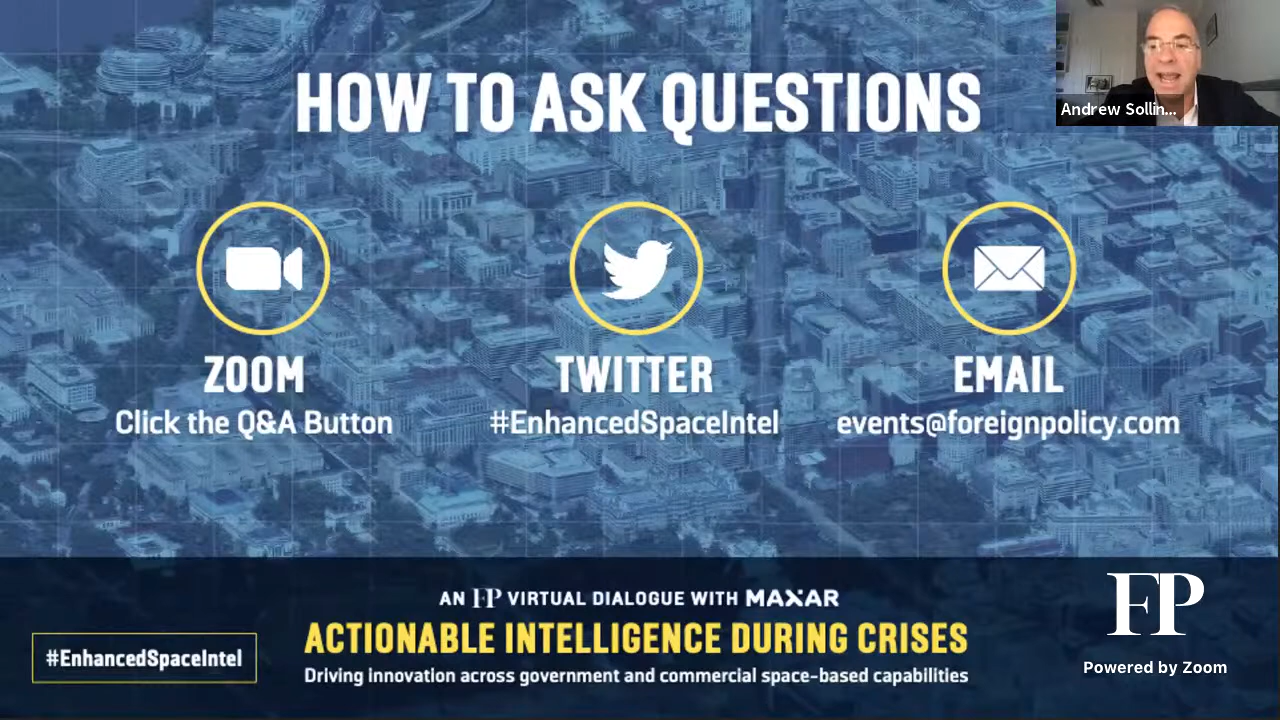 HOW TO ASK QUESTIONS
Andrew Sollin...
ZOOM
Click the Q&A Button
TWITTER
#EnhancedSpaceIntel
EMAIL
events@foreignpolicy.com
AN FP VIRTUAL DIALOGUE WITH MAXAR
ACTIONABLE INTELLIGENCE DURING CRISES
Driving innovation across government and commercial space-based capabilities
#EnhancedSpaceIntel
FP
Powered by Zoom